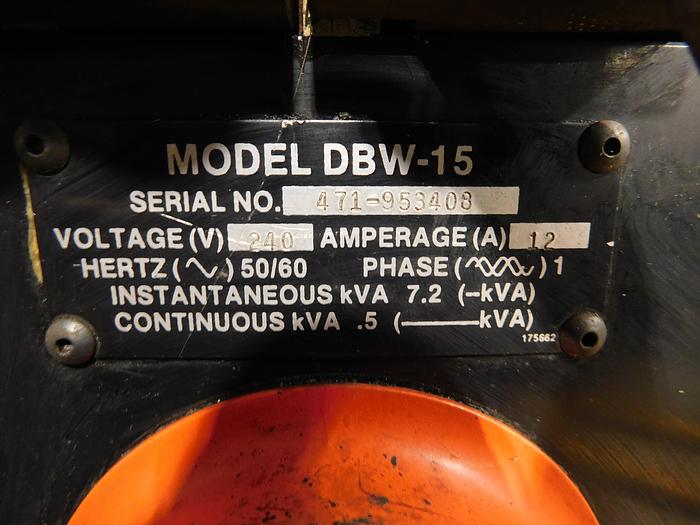 MODEL DBW-15
SERIAL NO. 471-953408
VOLTAGE (V) 240 AMPERAGE (A) 12
HERTZ (∿) 50/60 PHASE ( ) 1
INSTANTANEOUS kVA 7.2 (–kVA)
CONTINUOUS kVA .5 (———kVA)
175662